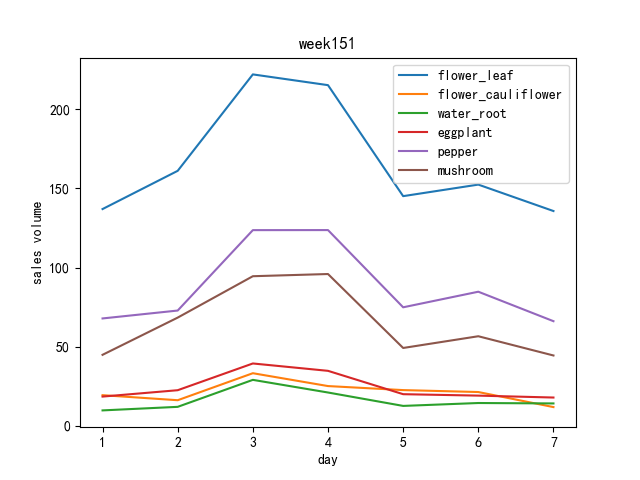 week151
flower_leaf
flower_cauliflower
water_root
eggplant
pepper
mushroom
sales volume
200
150
100
50
0
1 2 3 4 5 6 7
day